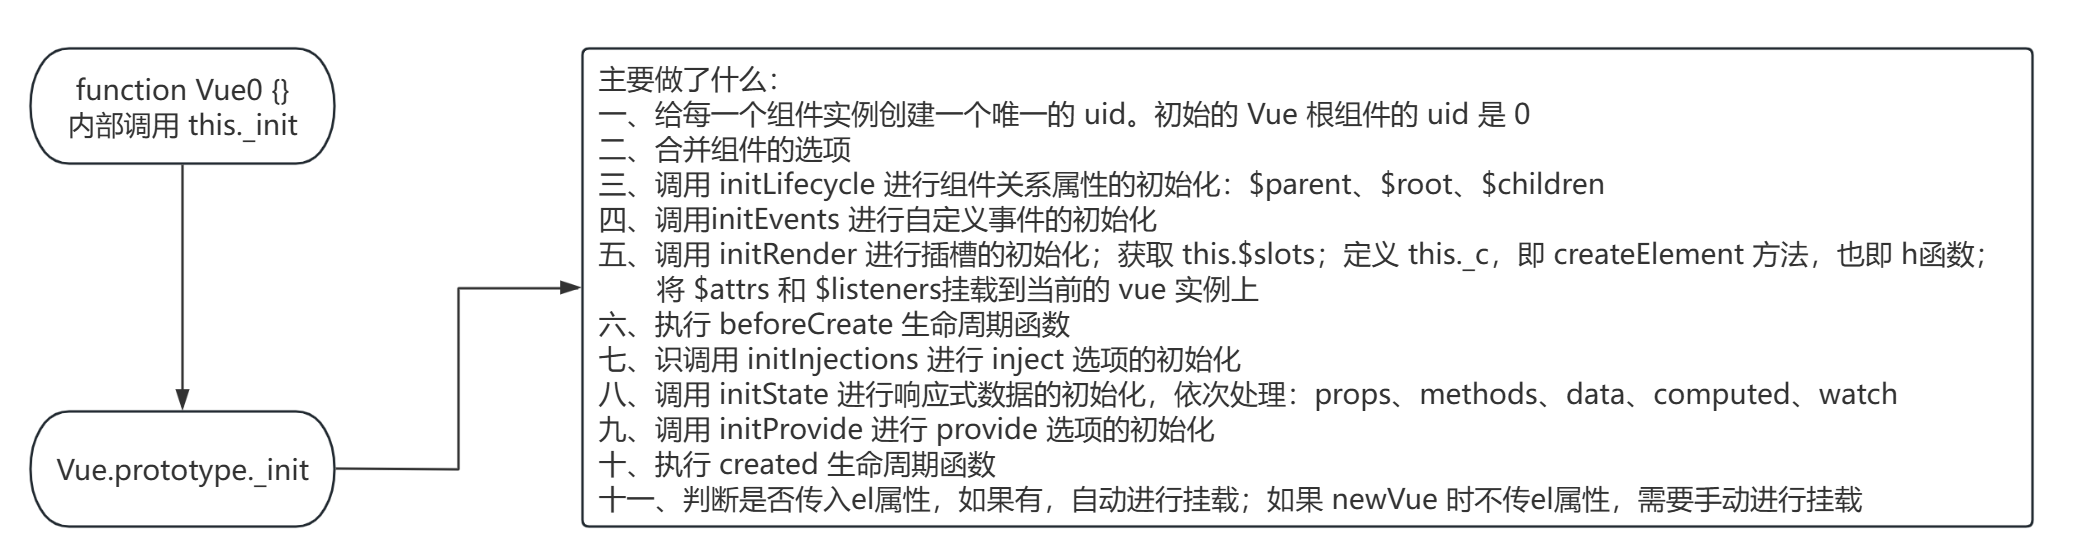 function Vue0 {}
内部调用 this._init
Vue.prototype._init
主要做了什么：
一、给每一个组件实例创建一个唯一的 uid。初始的 Vue 根组件的 uid 是 0
二、合并组件的选项
三、调用 initLifecycle 进行组件关系属性的初始化：$parent、$root、$children
四、调用initEvents 进行自定义事件的初始化
五、调用 initRender 进行插槽的初始化；获取 this.$slots；定义 this._c，即 createElement 方法，也即 h函数；
将 $attrs 和 $listeners挂载到当前的 vue 实例上
六、执行 beforeCreate 生命周期函数
七、识调用 initInjections 进行 inject 选项的初始化
八、调用 initState 进行响应式数据的初始化，依次处理：props、methods、data、computed、watch
九、调用 initProvide 进行 provide 选项的初始化
十、执行 created 生命周期函数
十一、判断是否传入el属性，如果有，自动进行挂载；如果 newVue 时不传el属性，需要手动进行挂载